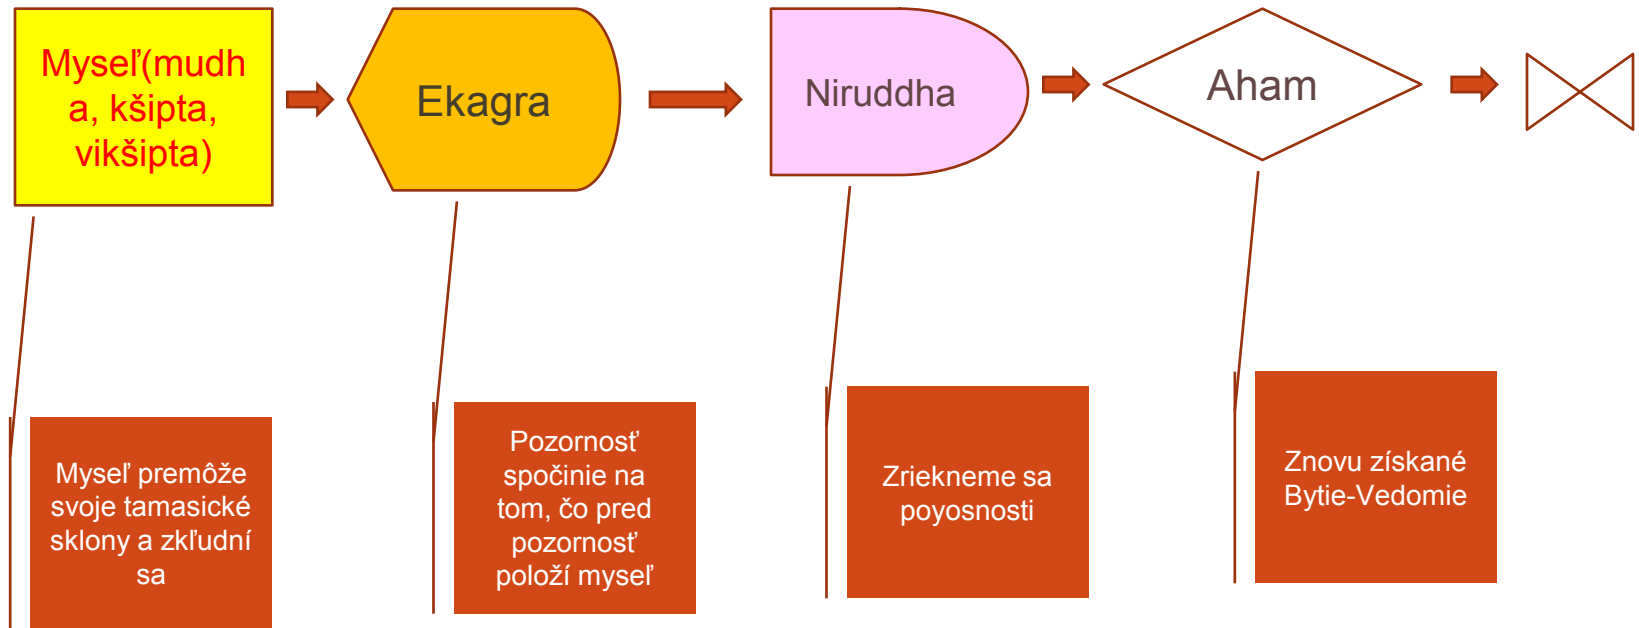 Myseľ(mudh
a, kšipta,
vikšipta)
Ekagra
Niruddha
Aham
Myseľ premôže
svoje tamasické
sklony a zkľudní
sa
Pozornosť
spočinie na
tom, čo pred
pozornosť
položí myseľ
Zriekneme sa
poyosnosti
Znovu získané
Bytie-Vedomie